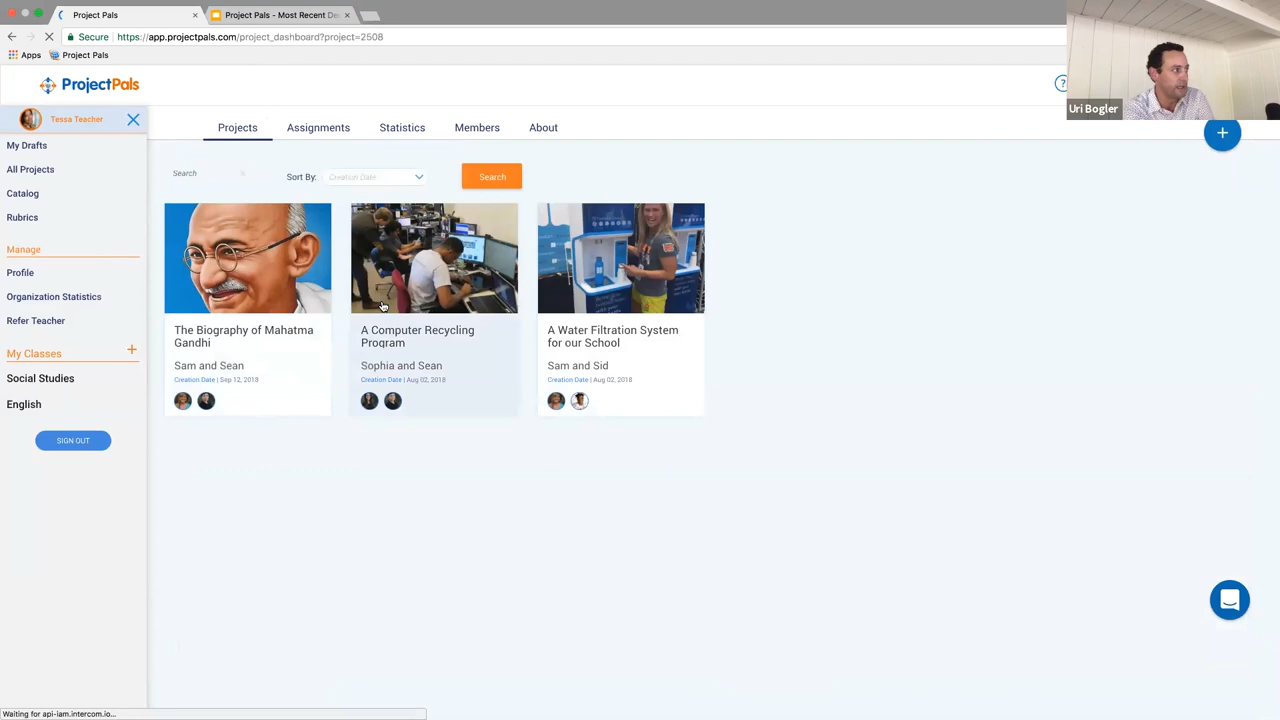 Project Pals
Project Pals - Most Recent De
Secure
https://app.projectpals.com/project_dashboard?project=2508
Apps
Project Pals
ProjectPals
Uri Bogler
Tessa Teacher
Projects
Assignments
Statistics
Members
About
My Drafts
All Projects
Catalog
Rubrics
Manage
Profile
Organization Statistics
Refer Teacher
My Classes
Social Studies
English
SIGN OUT
Search
Sort By:
Creation Date
Search
The Biography of Mahatma
Gandhi
Sam and Sean
Creation Date | Sep 12, 2018
A Computer Recycling
Program
Sophia and Sean
Creation Date | Aug 02, 2018
A Water Filtration System
for our School
Sam and Sid
Creation Date | Aug 02, 2018
Waiting for api-iam.intercom.io...